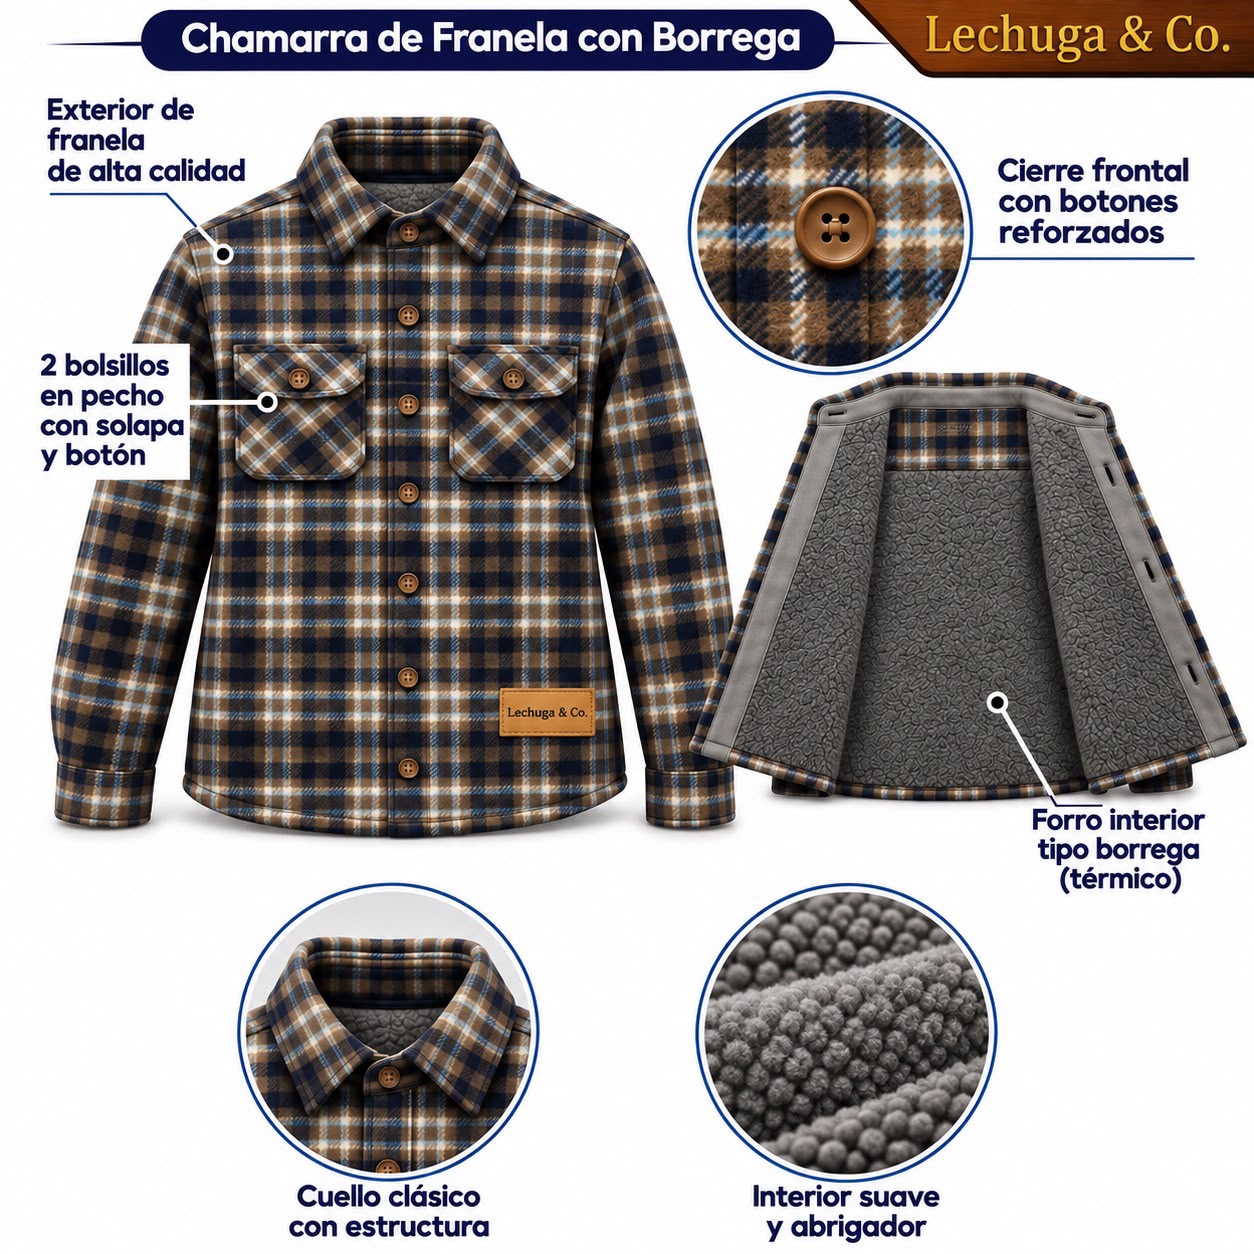 Chamarra de Franela con Borrega
Lechuga & Co.
Exterior de
franela
de alta calidad
Cierre frontal
con botones
reforzados
2 bolsillos
en pecho
con solapa
y botón
Lechuga & Co.
Forro interior
tipo borrega
(térmico)
Cuello clásico
con estructura
Interior suave
y abrigador